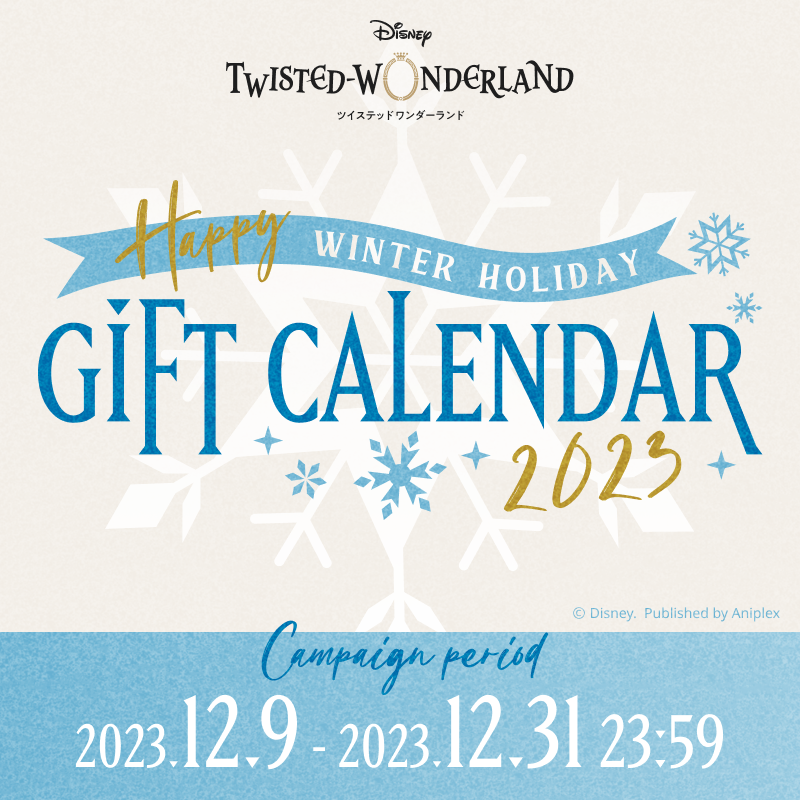 Disney
TWISTED-WONDERLAND
ツイステッドワンダーランド
Happy WINTER HOLIDAY
GiFT CALENDAR
2023
© Disney. Published by Aniplex
Campaign period
2023.12.9 - 2023.12.31 23:59